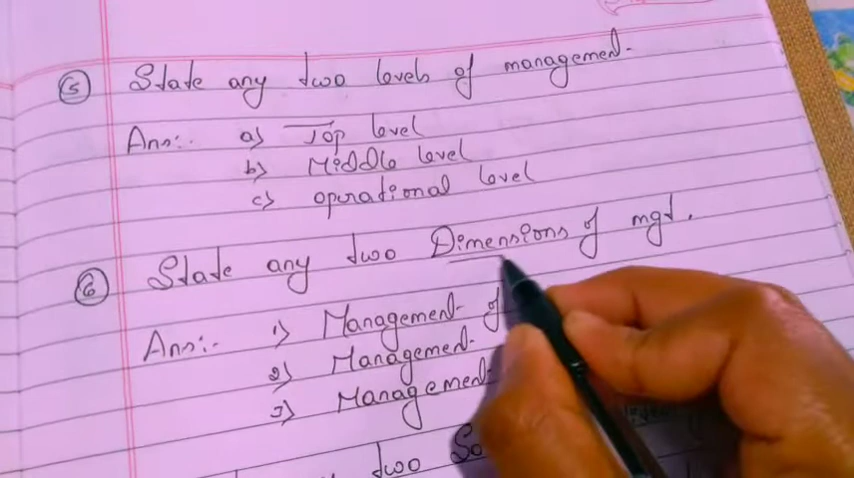 5 State any two levels of management.
Ans:. a) Top level
b) Middle level
c) operational level
6 State any two Dimensions of mgt.
Ans:- 1) Management of
2) Management
3) Management
two